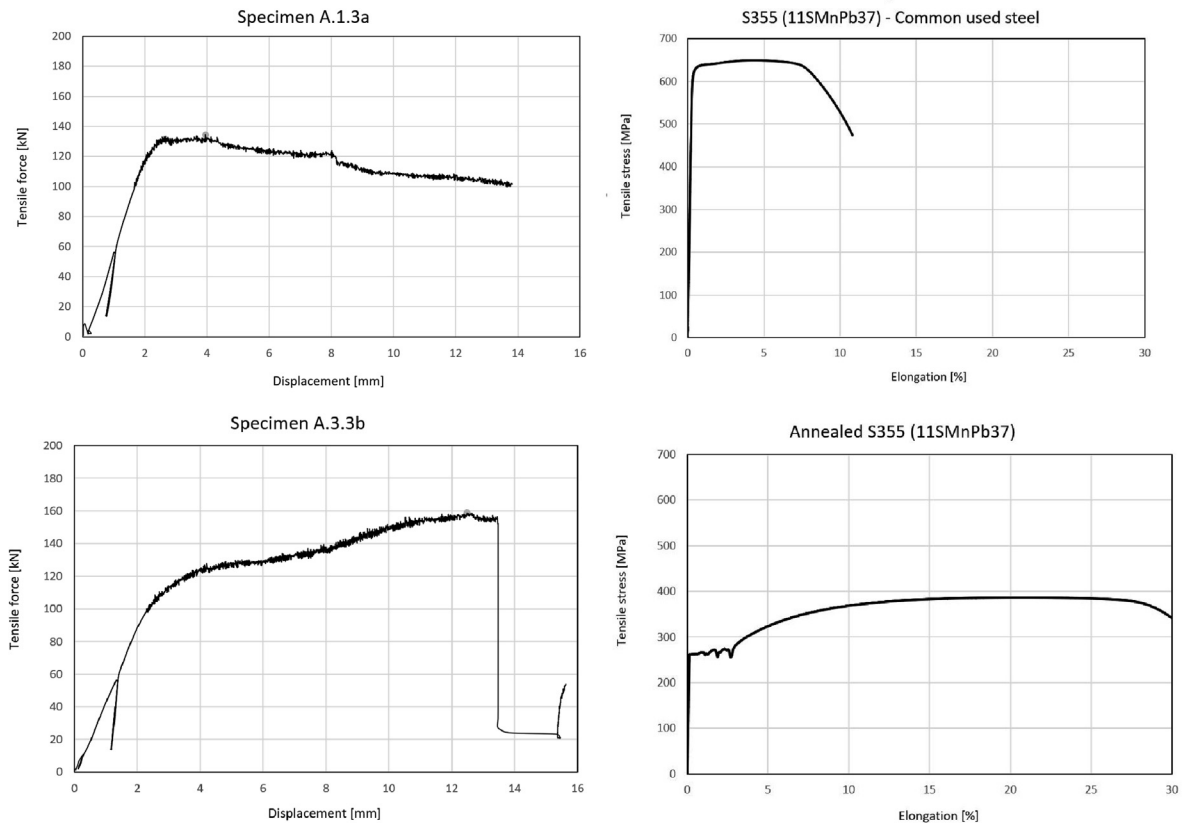 Specimen A.1.3a
Tensile force [kN]
200
180
160
140
120
100
80
60
40
20
0
0 2 4 6 8 10 12 14 16
Displacement [mm]
S355 (11SMnPb37) - Common used steel
Tensile stress [MPa]
700
600
500
400
300
200
100
0
0 5 10 15 20 25 30
Elongation [%]
Specimen A.3.3b
Tensile force [kN]
200
180
160
140
120
100
80
60
40
20
0
0 2 4 6 8 10 12 14 16
Displacement [mm]
Annealed S355 (11SMnPb37)
Tensile stress [MPa]
700
600
500
400
300
200
100
0
0 5 10 15 20 25 30
Elongation [%]